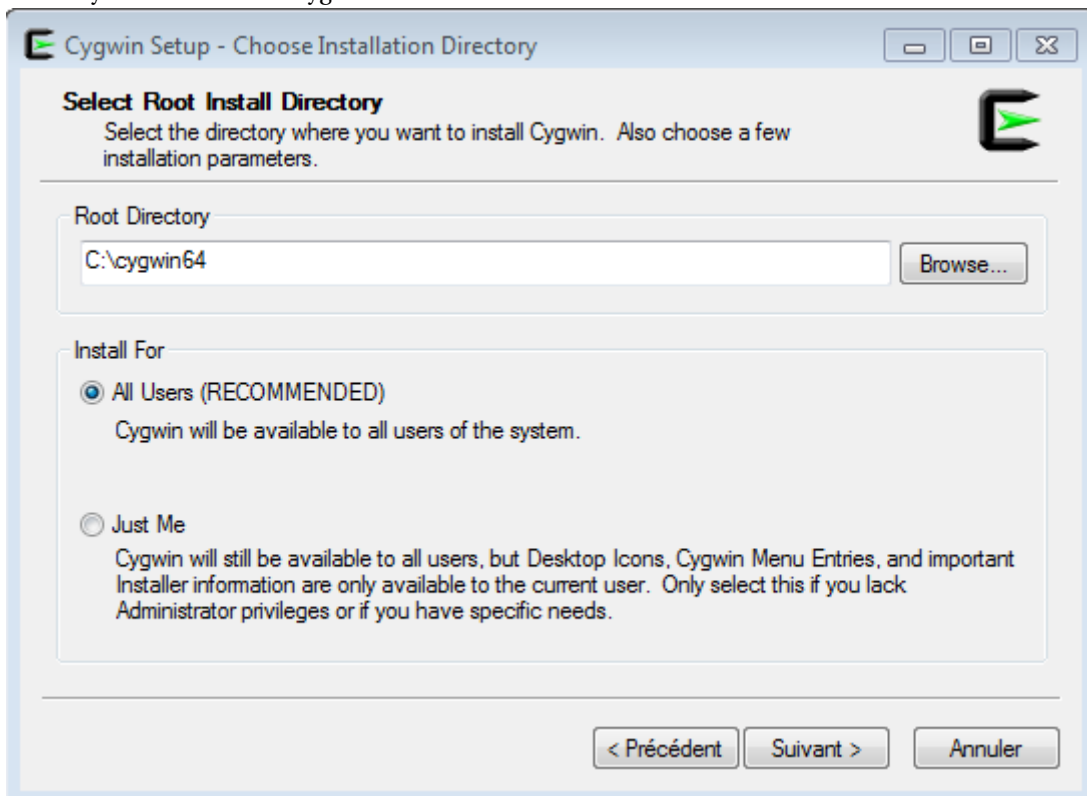 Cygwin Setup - Choose Installation Directory
Select Root Install Directory
Select the directory where you want to install Cygwin. Also choose a few
installation parameters.
Root Directory
C:\cygwin64
Browse...
Install For
All Users (RECOMMENDED)
Cygwin will be available to all users of the system.
Just Me
Cygwin will still be available to all users, but Desktop Icons, Cygwin Menu Entries, and important
Installer information are only available to the current user. Only select this if you lack
Administrator privileges or if you have specific needs.
< Précédent
Suivant >
Annuler